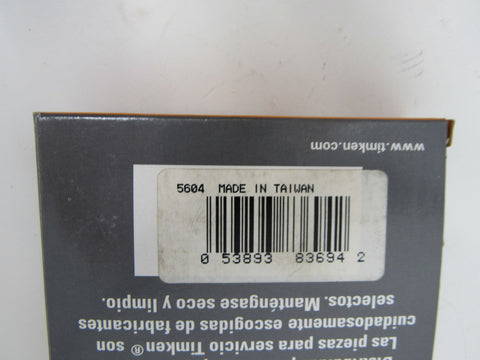 www.timken.com
5604 MADE IN TAIWAN
0 53893 83694 2
Las piezas para servicio Timken® son
cuidadosamente escogidas de fabricantes
selectos. Manténgase seco y limpio.